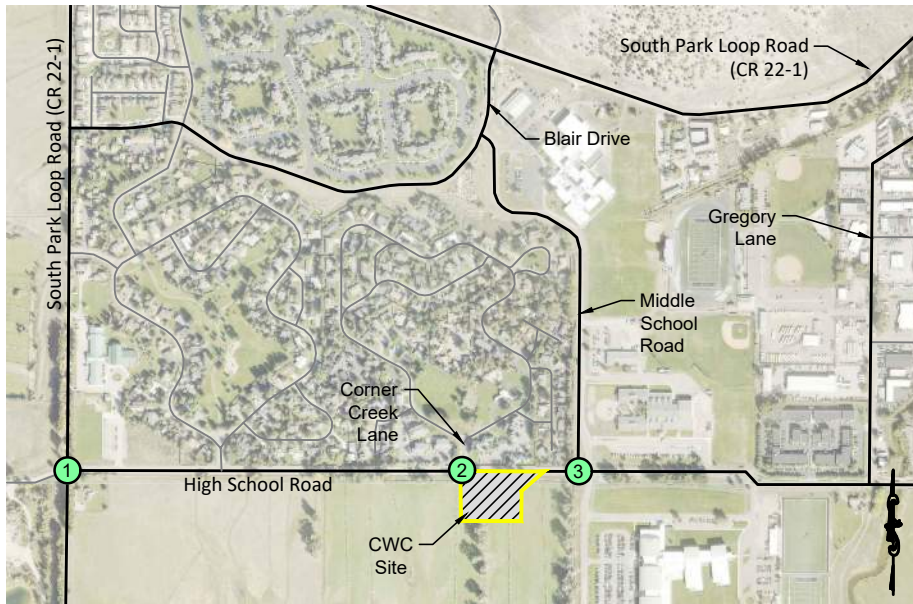 South Park Loop Road
(CR 22-1)
South Park Loop Road (CR 22-1)
Blair Drive
Gregory
Lane
Middle
School
Road
Corner
Creek
Lane
1
2
3
High School Road
CWC
Site